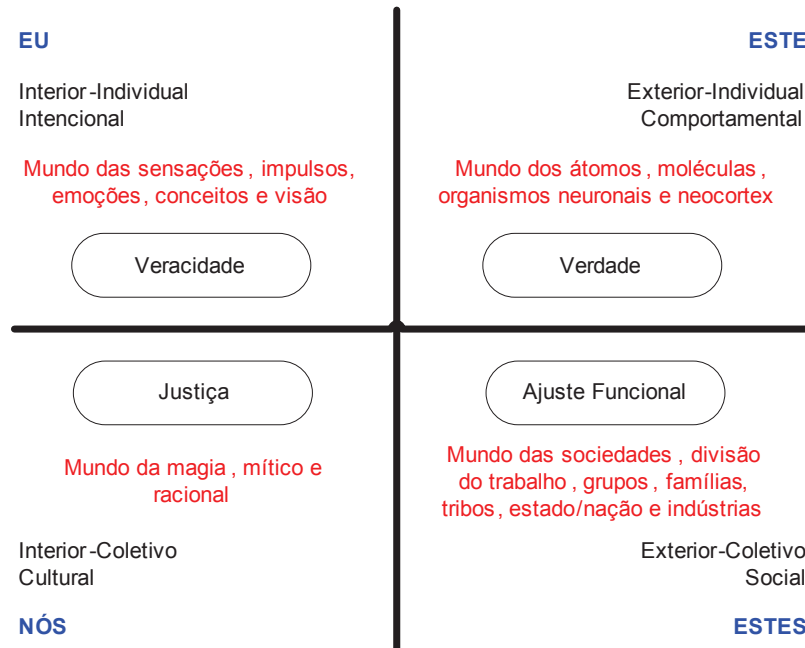 EU
Interior-Individual
Intencional
Mundo das sensações, impulsos,
emoções, conceitos e visão
Veracidade
ESTE
Exterior-Individual
Comportamental
Mundo dos átomos, moléculas,
organismos neuronais e neocortex
Verdade
Justiça
Mundo da magia, mítico e
racional
Interior-Coletivo
Cultural
NÓS
Ajuste Funcional
Mundo das sociedades, divisão
do trabalho, grupos, famílias,
tribos, estado/nação e indústrias
Exterior-Coletivo
Social
ESTES